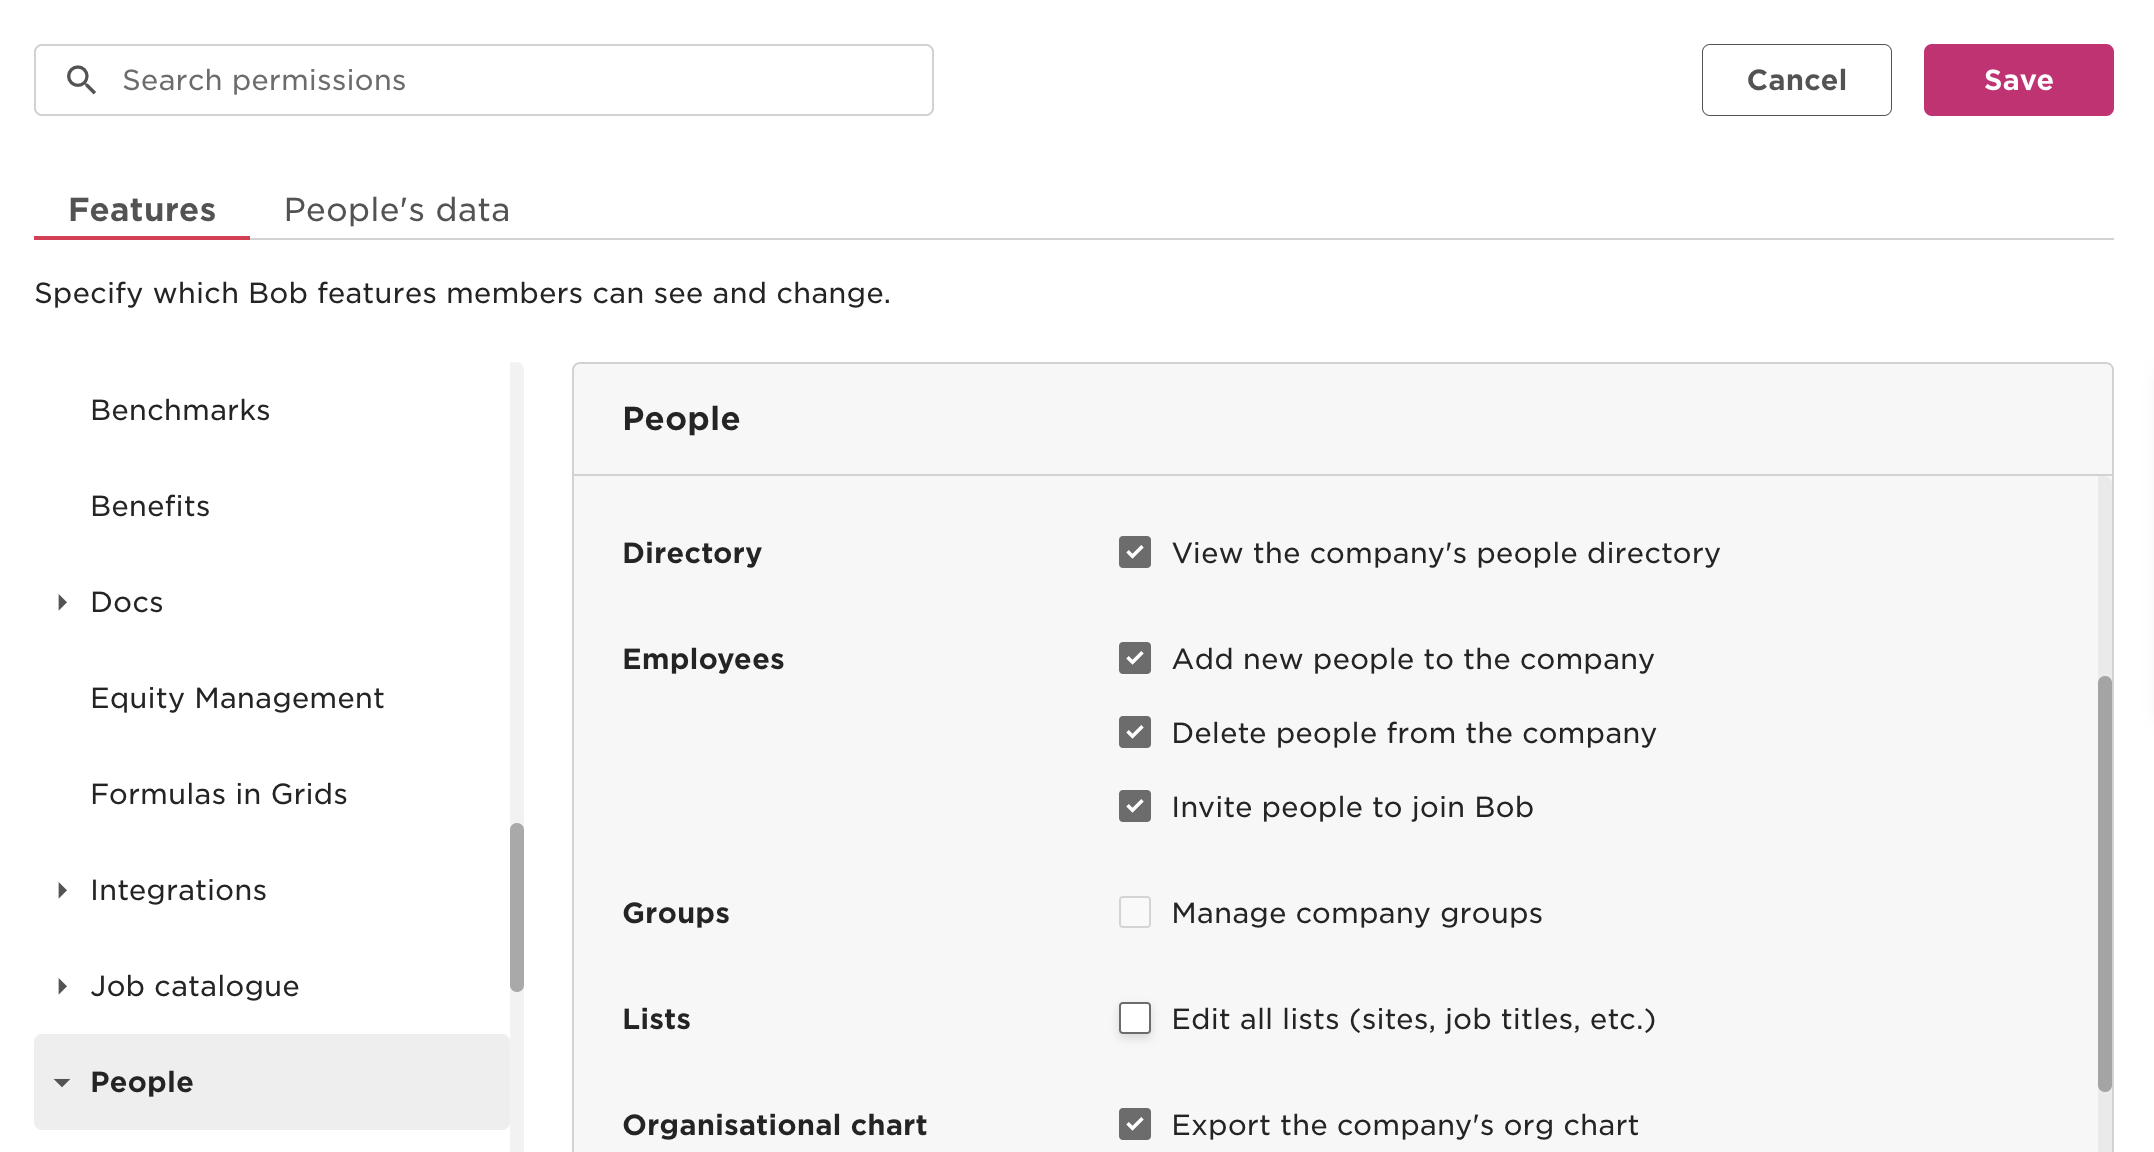 Search permissions
Cancel
Save
Features
People's data
Specify which Bob features members can see and change.
Benchmarks
Benefits
Docs
Equity Management
Formulas in Grids
Integrations
Job catalogue
People
People
Directory
View the company's people directory
Employees
Add new people to the company
Delete people from the company
Invite people to join Bob
Groups
Manage company groups
Lists
Edit all lists (sites, job titles, etc.)
Organisational chart
Export the company's org chart